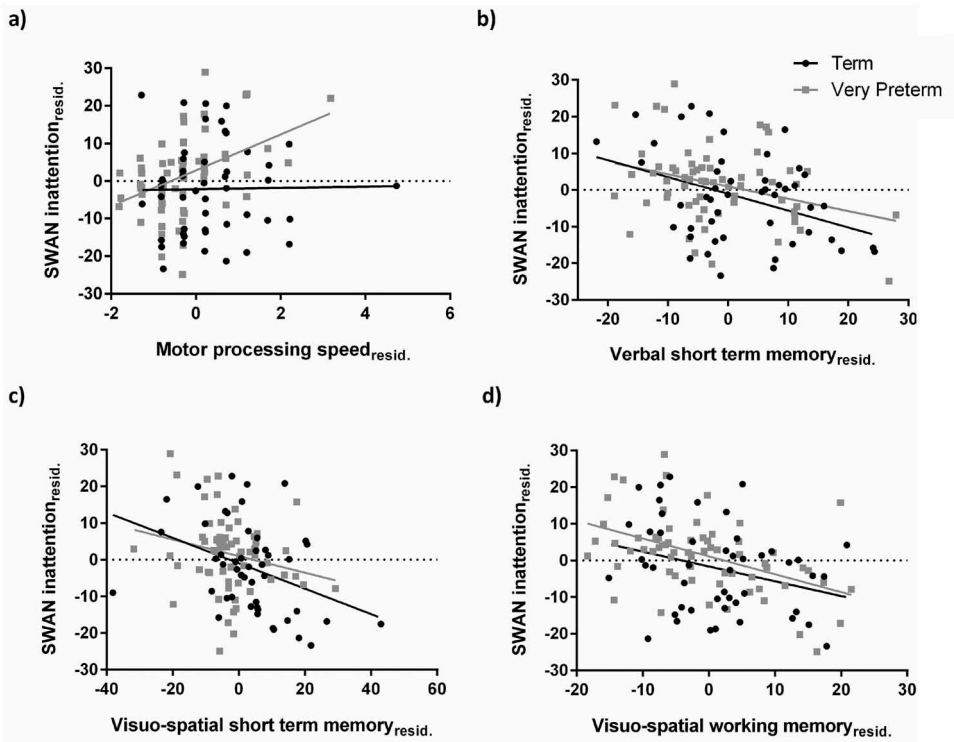 a)
30
20
10
0
-10
-20
-30
SWAN inattention resid.
-2 0 2 4 6
Motor processing speed resid.
b)
Term
Very Preterm
30
20
10
0
-10
-20
-30
SWAN inattention resid.
-20 -10 0 10 20 30
Verbal short term memory resid.
c)
30
20
10
0
-10
-20
-30
SWAN inattention resid.
-40 -20 0 20 40 60
Visuo-spatial short term memory resid.
d)
30
20
10
0
-10
-20
-30
SWAN inattention resid.
-20 -10 0 10 20 30
Visuo-spatial working memory resid.